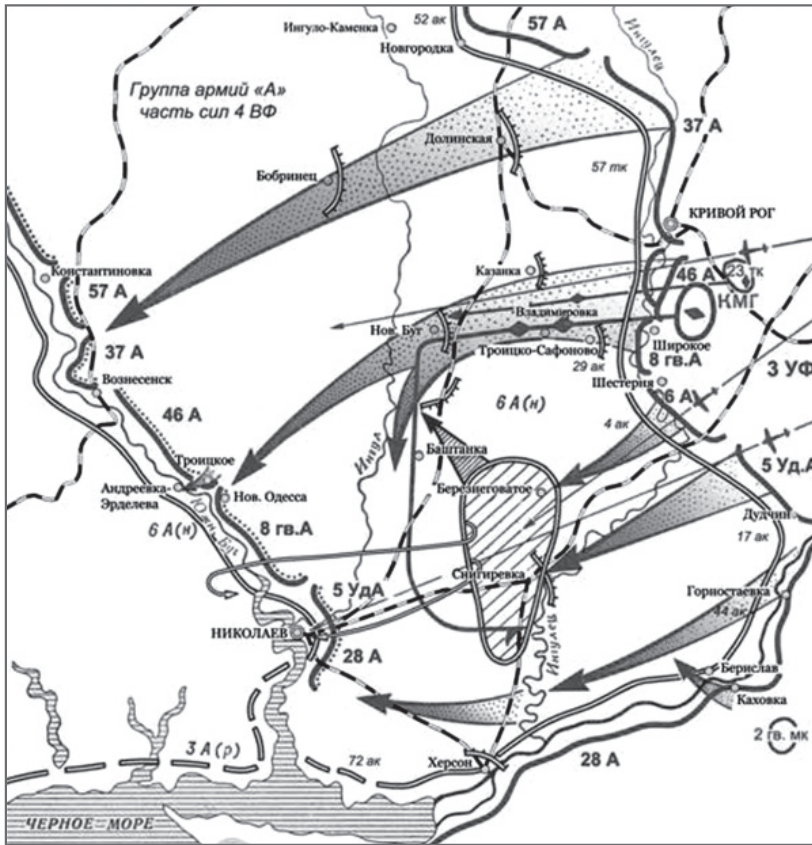 57 А
52 ак
Ингулец
Ингуло-Каменка
Новгородка
Группа армий «А»
часть сил 4 ВФ
37 А
Долинская
57 тк
Бобринец
КРИВОЙ РОГ
Константиновка
Казанка
46 А
23 тк
57 А
КМГ
Владимировка
Нов. Буг
Широкое
37 А
Троицко-Сафоново
8 гв.А
29 ак
3 УФ
Шестерня
Вознесенск
6 А(н)
6 А
46 А
4 ак
Ингул
Баштанка
5 Уд.А
Троицкое
Березнеговатое
Андреевка-
Эрделева
Нов. Одесса
Дудчин
6 А(н)
Южн. Буг
8 гв.А
17 ак
Снигиревка
5 УдА
Горностаевка
44 ак
НИКОЛАЕВ
28 А
Ингулец
Берислав
Каховка
2 гв. мк
3 А(р)
72 ак
Херсон
28 А
ЧЕРНОЕ МОРЕ